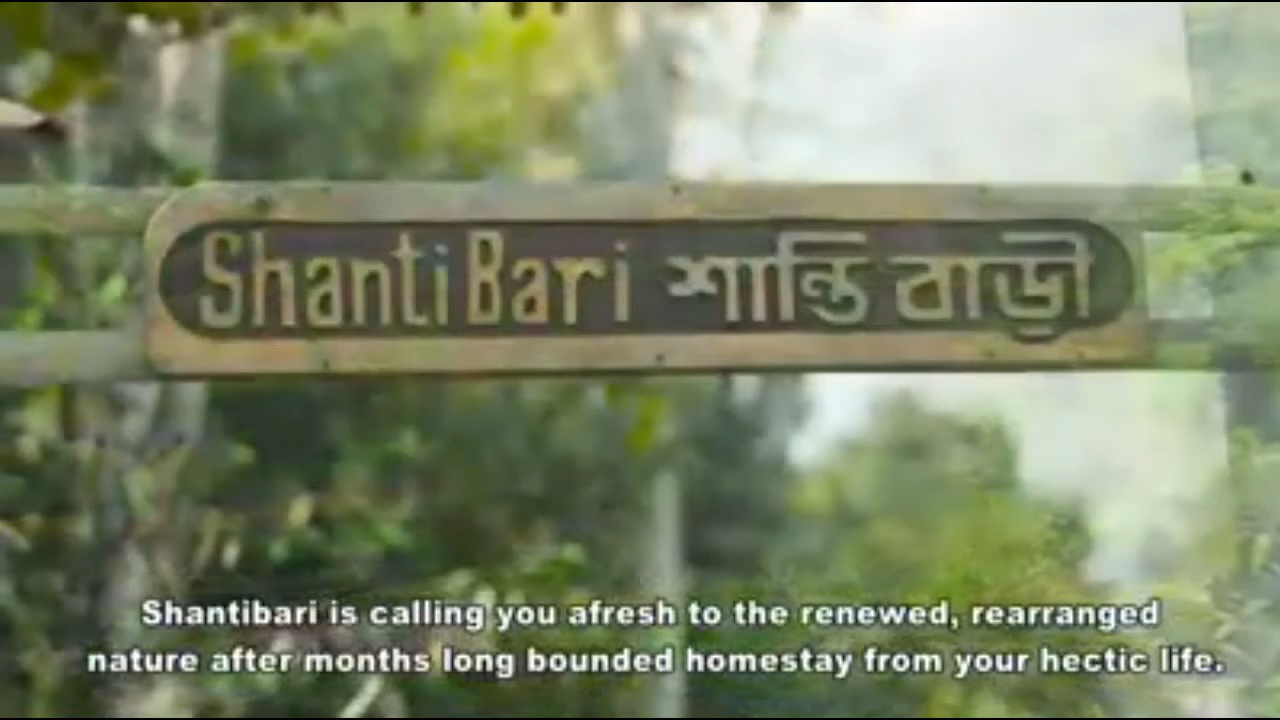 Shanti Bari শান্তি বাড়ী
Shantibari is calling you afresh to the renewed, rearranged
nature after months long bounded homestay from your hectic life.